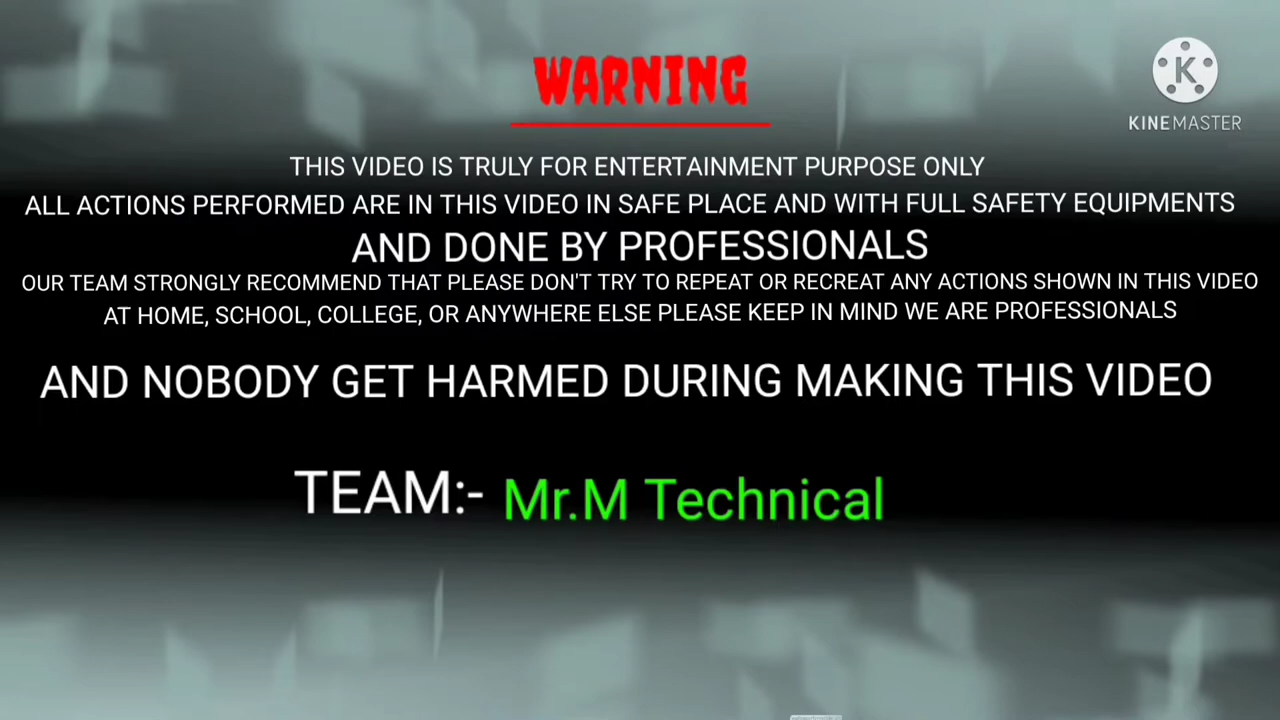 WARNING
KINEMASTER
THIS VIDEO IS TRULY FOR ENTERTAINMENT PURPOSE ONLY
ALL ACTIONS PERFORMED ARE IN THIS VIDEO IN SAFE PLACE AND WITH FULL SAFETY EQUIPMENTS
AND DONE BY PROFESSIONALS
OUR TEAM STRONGLY RECOMMEND THAT PLEASE DON'T TRY TO REPEAT OR RECREAT ANY ACTIONS SHOWN IN THIS VIDEO
AT HOME, SCHOOL, COLLEGE, OR ANYWHERE ELSE PLEASE KEEP IN MIND WE ARE PROFESSIONALS
AND NOBODY GET HARMED DURING MAKING THIS VIDEO
TEAM:- Mr.M Technical